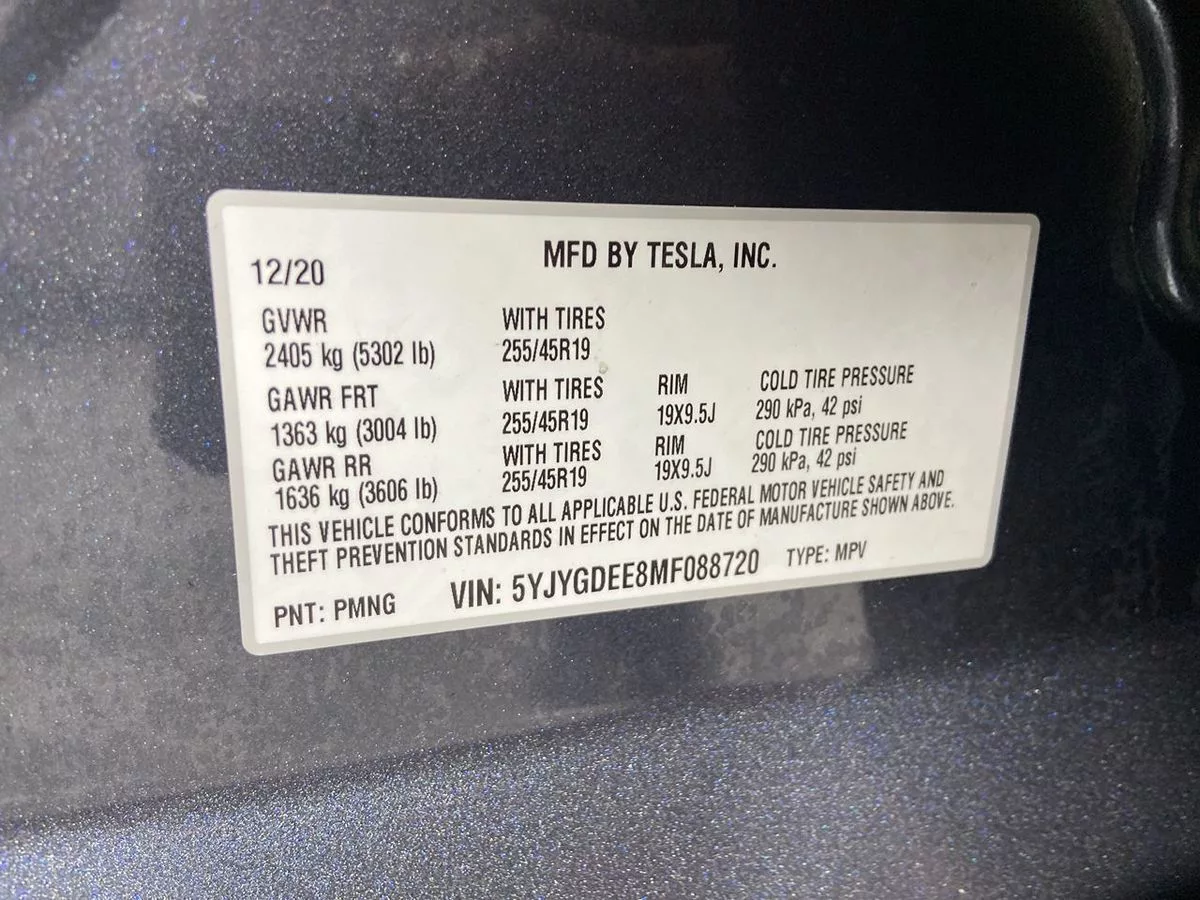 MFD BY TESLA, INC.
12/20
GVWR WITH TIRES
2405 kg (5302 lb) 255/45R19
GAWR FRT WITH TIRES RIM COLD TIRE PRESSURE
1363 kg (3004 lb) 255/45R19 19X9.5J 290 kPa, 42 psi
GAWR RR WITH TIRES RIM COLD TIRE PRESSURE
1636 kg (3606 lb) 255/45R19 19X9.5J 290 kPa, 42 psi
THIS VEHICLE CONFORMS TO ALL APPLICABLE U.S. FEDERAL MOTOR VEHICLE SAFETY AND
THEFT PREVENTION STANDARDS IN EFFECT ON THE DATE OF MANUFACTURE SHOWN ABOVE.
PNT: PMNG VIN: 5YJYGDEE8MF088720 TYPE: MPV